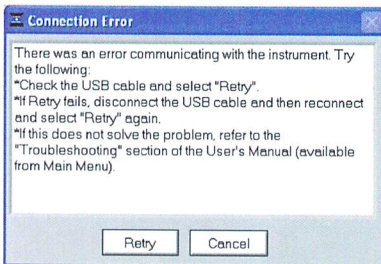 Connection Error
There was an error communicating with the instrument. Try
the following:
*Check the USB cable and select "Retry".
*If Retry fails, disconnect the USB cable and then reconnect
and select "Retry" again.
*If this does not solve the problem, refer to the
"Troubleshooting" section of the User's Manual (available
from Main Menu).
Retry Cancel